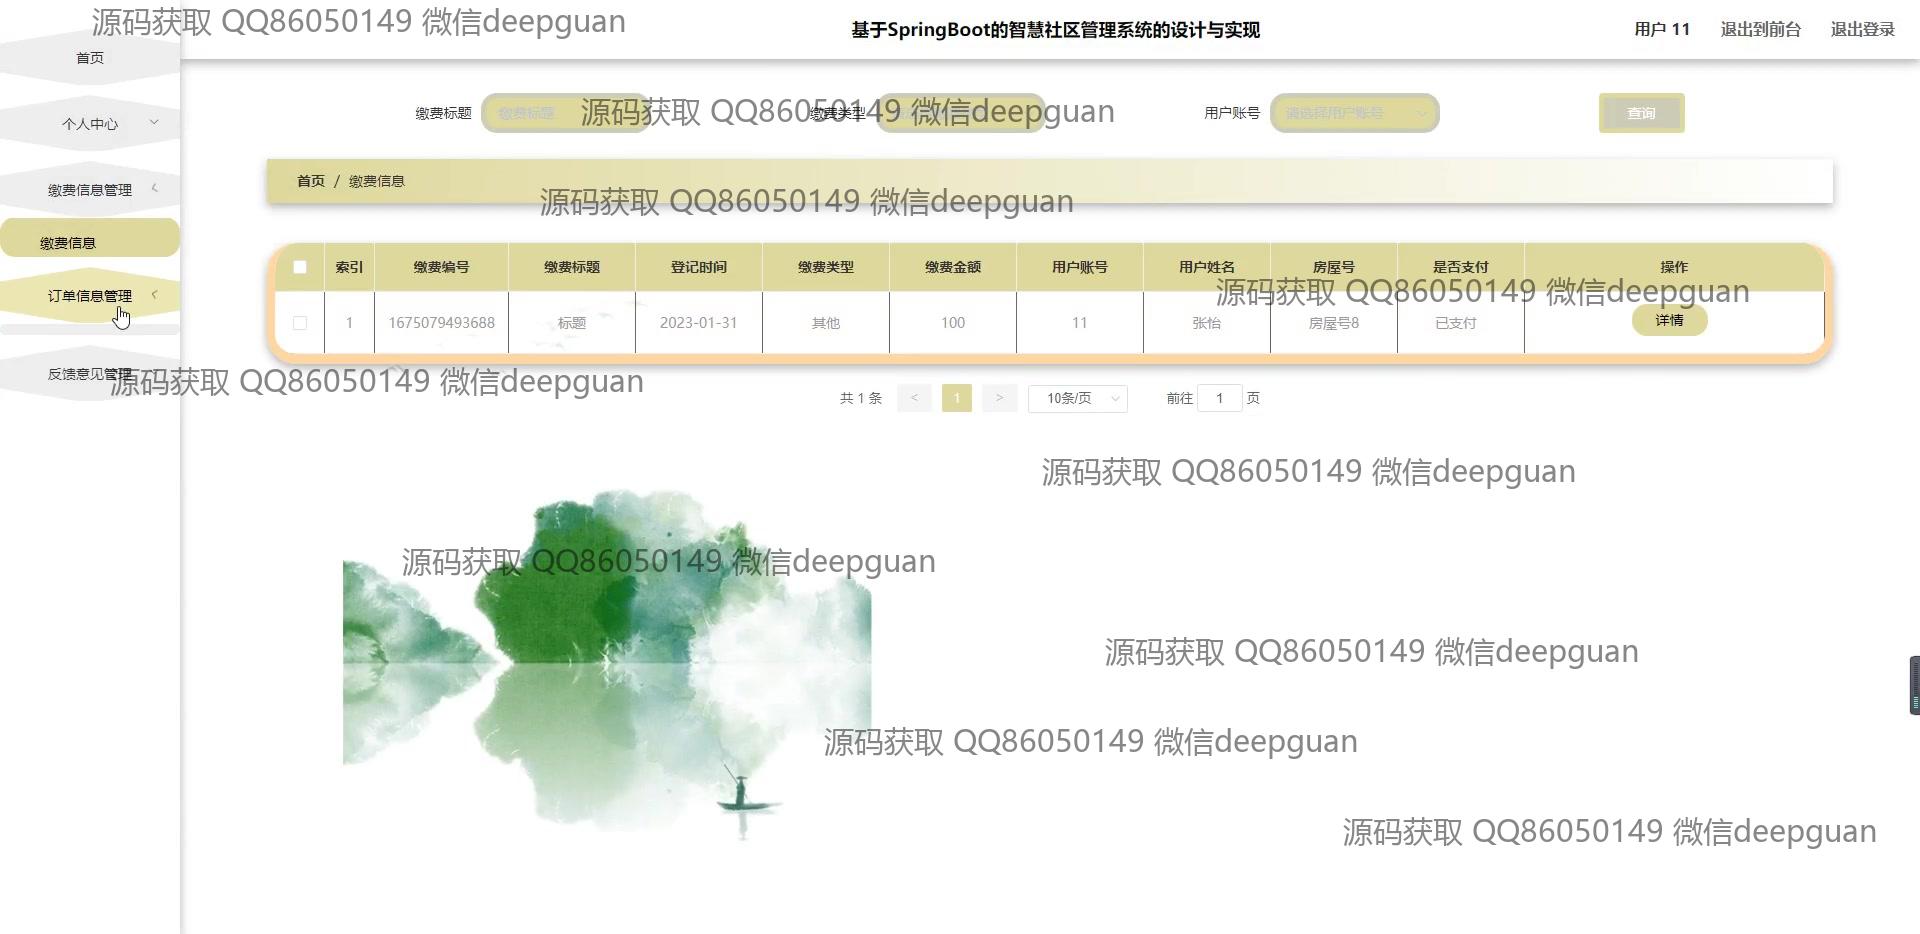 源码获取 QQ86050149 微信deepguan
基于SpringBoot的智慧社区管理系统的设计与实现
用户 11 退出到前台 退出登录
首页
个人中心
缴费信息管理
缴费信息
订单信息管理
反馈意见管理
缴费标题 缴费标题 缴费类型 用户账号 请选择用户账号 查询
源码获取 QQ86050149 微信deepguan
首页 / 缴费信息
源码获取 QQ86050149 微信deepguan
索引 缴费编号 缴费标题 登记时间 缴费类型 缴费金额 用户账号 用户姓名 房屋号 是否支付 操作
源码获取 QQ86050149 微信deepguan
1 1675079493688 标题 2023-01-31 其他 100 11 张怡 房屋号8 已支付 详情
源码获取 QQ86050149 微信deepguan
共 1 条 < 1 > 10条/页 前往 1 页
源码获取 QQ86050149 微信deepguan
源码获取 QQ86050149 微信deepguan
源码获取 QQ86050149 微信deepguan
源码获取 QQ86050149 微信deepguan
源码获取 QQ86050149 微信deepguan